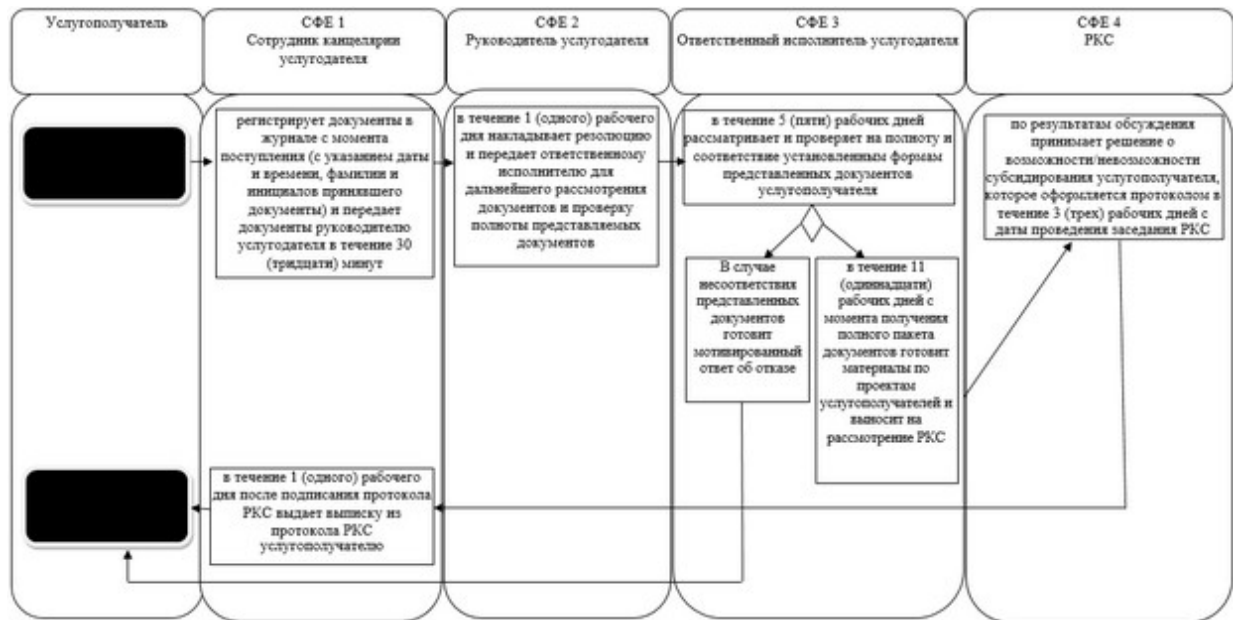 Услугополучатель
СФЕ 1
Сотрудник канцелярии
услугодателя
СФЕ 2
Руководитель услугодателя
СФЕ 3
Ответственный исполнитель услугодателя
СФЕ 4
РКС
регистрирует документы в
журнале с момента
поступления (с указанием даты
и времени, фамилии и
инициалов принявшего
документы) и передает
документы руководителю
услугодателя в течение 30
(тридцати) минут
в течение 1 (одного) рабочего
дня накладывает резолюцию
и передает ответственному
исполнителю для
дальнейшего рассмотрения
документов и проверку
полноты представляемых
документов
в течение 5 (пяти) рабочих дней
рассматривает и проверяет на полноту и
соответствие установленным формам
представленных документов
услугополучателя
по результатам обсуждения
принимает решение о
возможности/невозможности
субсидирования услугополучателя,
которое оформляется протоколом в
течение 3 (трех) рабочих дней с
даты проведения заседания РКС
В случае
несоответствия
представленных
документов
готовит
мотивированный
ответ об отказе
в течение 11
(одиннадцати)
рабочих дней с
момента получения
полного пакета
документов готовит
материалы по
проектам
услугополучателей и
выносит на
рассмотрение РКС
в течение 1 (одного) рабочего
дня после подписания протокола
РКС выдает выписку из
протокола РКС
услугополучателю